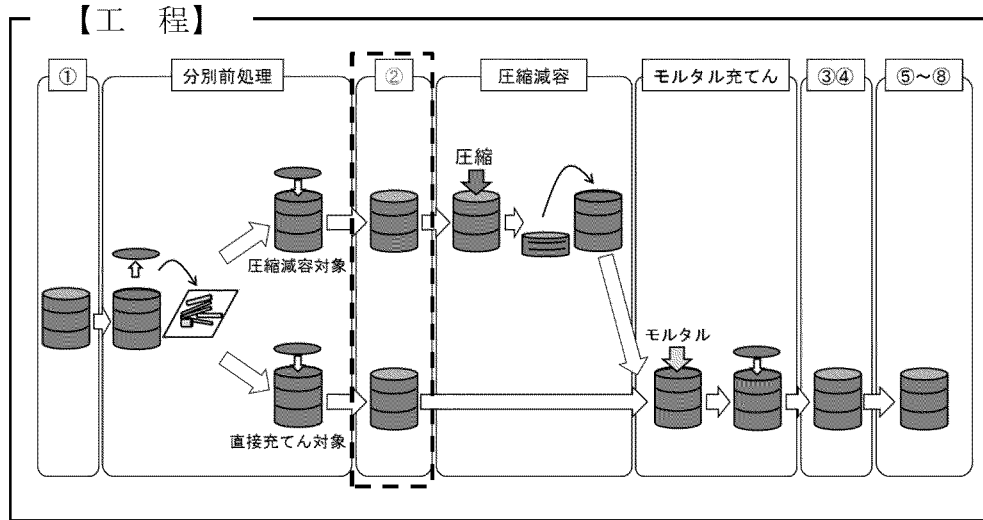 【工 程】
①
分別前処理
②
圧縮減容
モルタル充てん
③④
⑤~⑧
圧縮
圧縮減容対象
モルタル
直接充てん対象